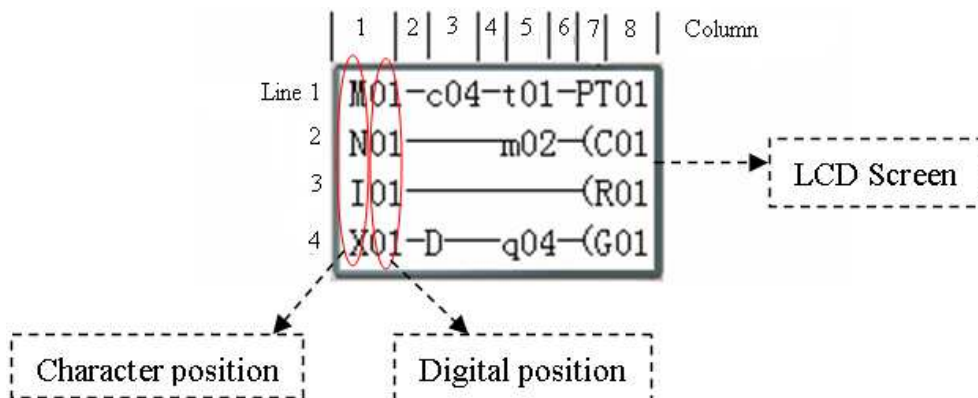 1 2 3 4 5 6 7 8 Column
Line 1 M01-c04-t01-PT01
2 N01———m02—(C01
3 I01—————(R01
4 X01-D——q04—(G01
LCD Screen
Character position
Digital position